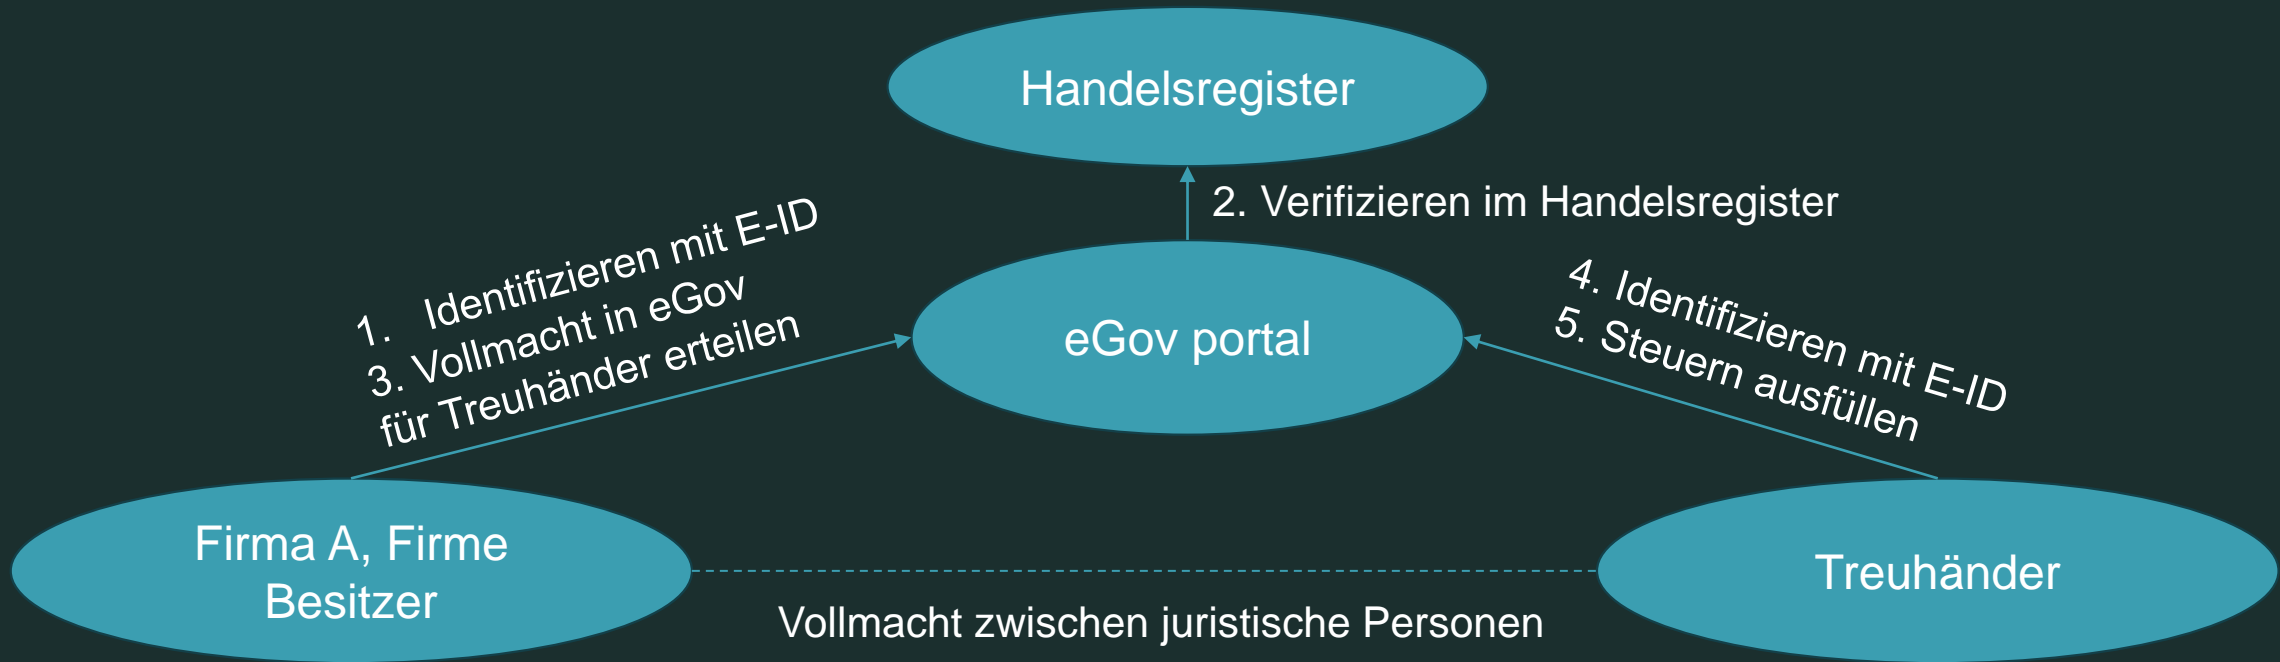 Handelsregister
2. Verifizieren im Handelsregister
1. Identifizieren mit E-ID
3. Vollmacht in eGov
für Treuhänder erteilen
eGov portal
4. Identifizieren mit E-ID
5. Steuern ausfüllen
Firma A, Firme
Besitzer
Treuhänder
Vollmacht zwischen juristische Personen